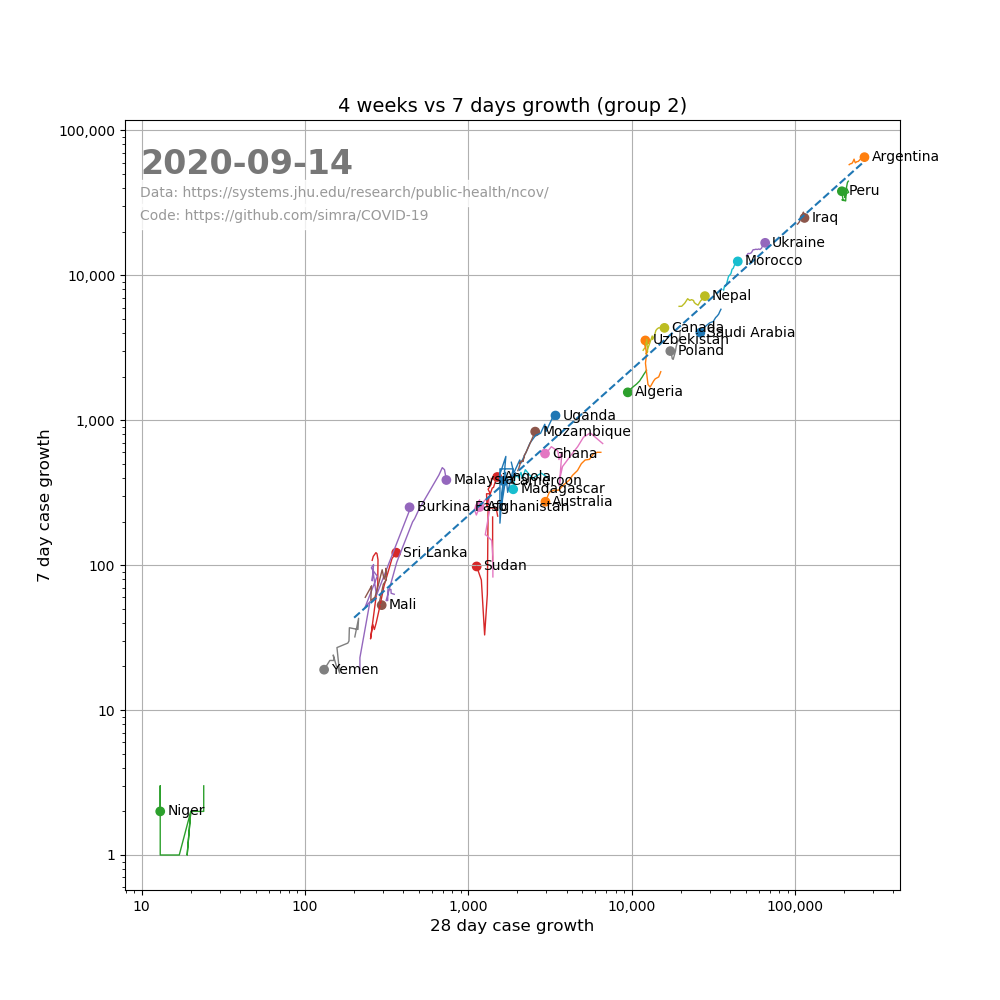 4 weeks vs 7 days growth (group 2)
2020-09-14
Data: https://systems.jhu.edu/research/public-health/ncov/
Code: https://github.com/simra/COVID-19
100,000
10,000
1,000
100
10
1
7 day case growth
Argentina
Peru
Iraq
Ukraine
Morocco
Nepal
Canada
Saudi Arabia
Uzbekistan
Poland
Algeria
Uganda
Mozambique
Ghana
Angola
Malaysia
Cameroon
Madagascar
Australia
Burkina Faso
Afghanistan
Sri Lanka
Sudan
Mali
Yemen
Niger
10
100
1,000
10,000
100,000
28 day case growth